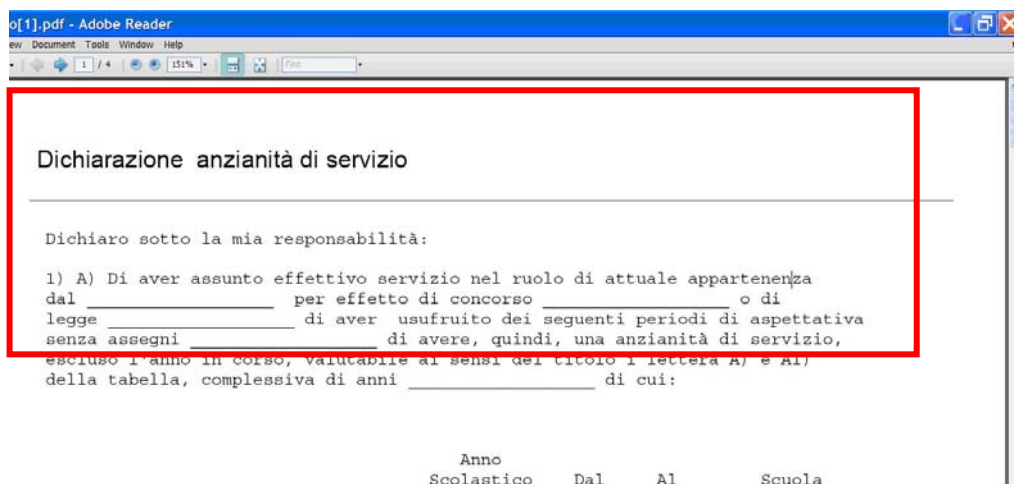 o[1].pdf - Adobe Reader
ew Document Tools Window Help
1 / 4 151% Find
Dichiarazione anzianità di servizio
Dichiaro sotto la mia responsabilità:
1) A) Di aver assunto effettivo servizio nel ruolo di attuale appartenenza
dal __________________ per effetto di concorso __________________ o di
legge __________________ di aver usufruito dei seguenti periodi di aspettativa
senza assegni __________________ di avere, quindi, una anzianità di servizio,
escluso l'anno in corso, valutabile ai sensi del titolo i lettera A) e A1)
della tabella, complessiva di anni __________________ di cui:
Anno
Scolastico Dal Al Scuola